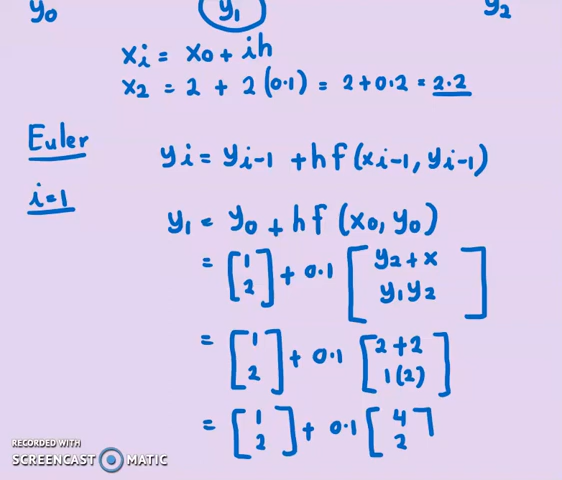 y0 y1 y2
xi = x0 + ih
x2 = 2 + 2(0.1) = 2+0.2 = 2.2
Euler
yi = yi-1 + h f(xi-1, yi-1)
i=1
y1 = y0 + h f (x0, y0)
= [1 2] + 0.1 [y2+x y1y2]
= [1 2] + 0.1 [2+2 1(2)]
= [1 2] + 0.1 [4 2]
RECORDED WITH
SCREENCAST MATIC